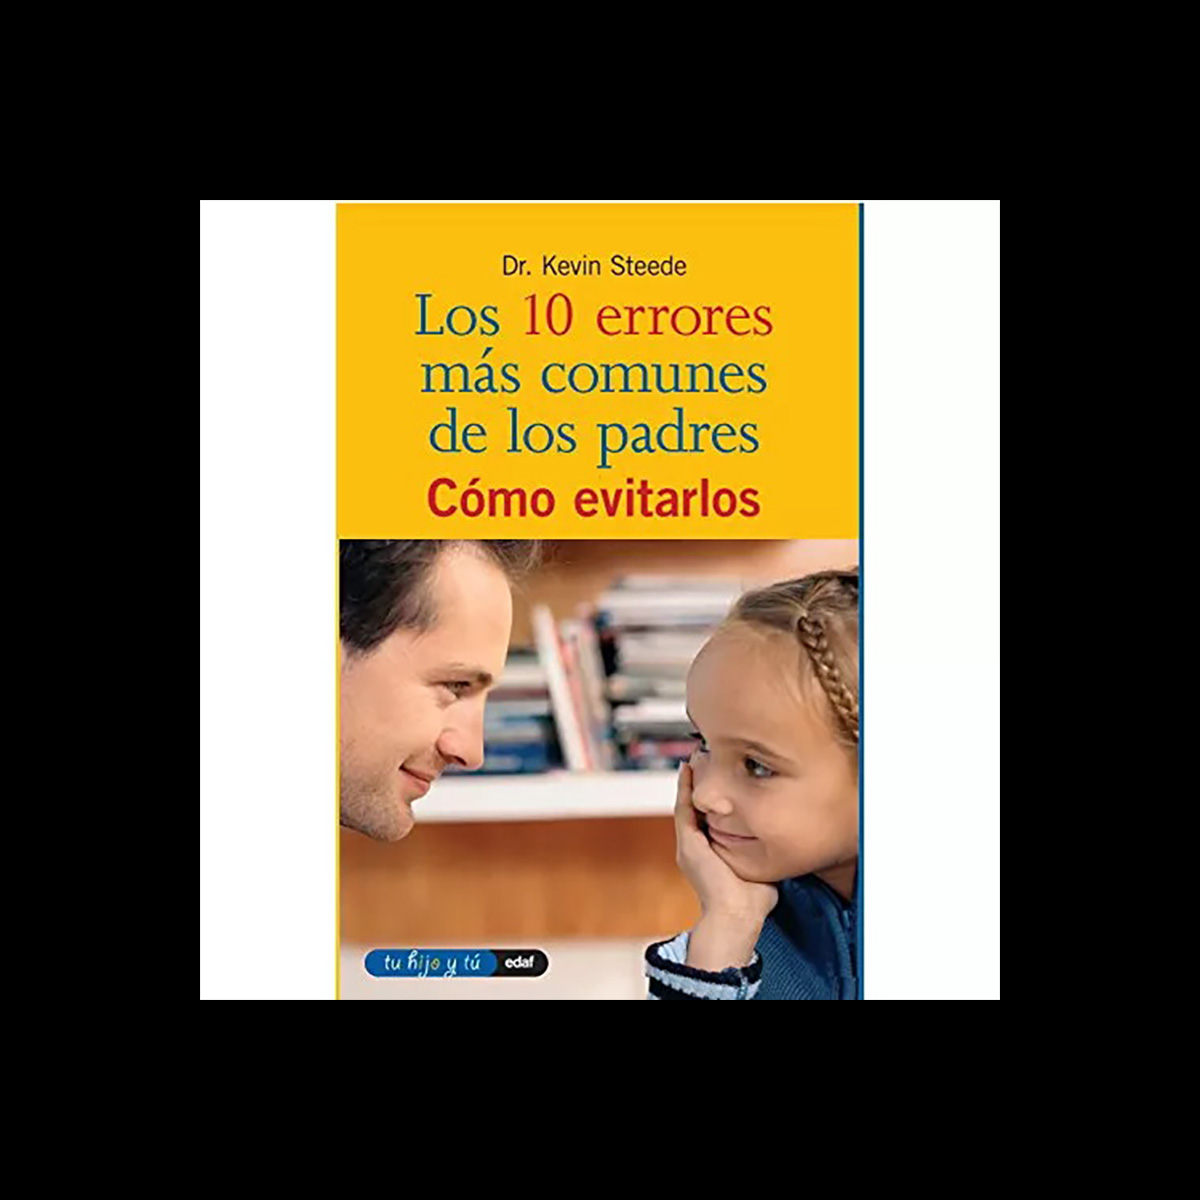 Dr. Kevin Steede
Los 10 errores
más comunes
de los padres
Cómo evitarlos
tu hijo y tú edaf